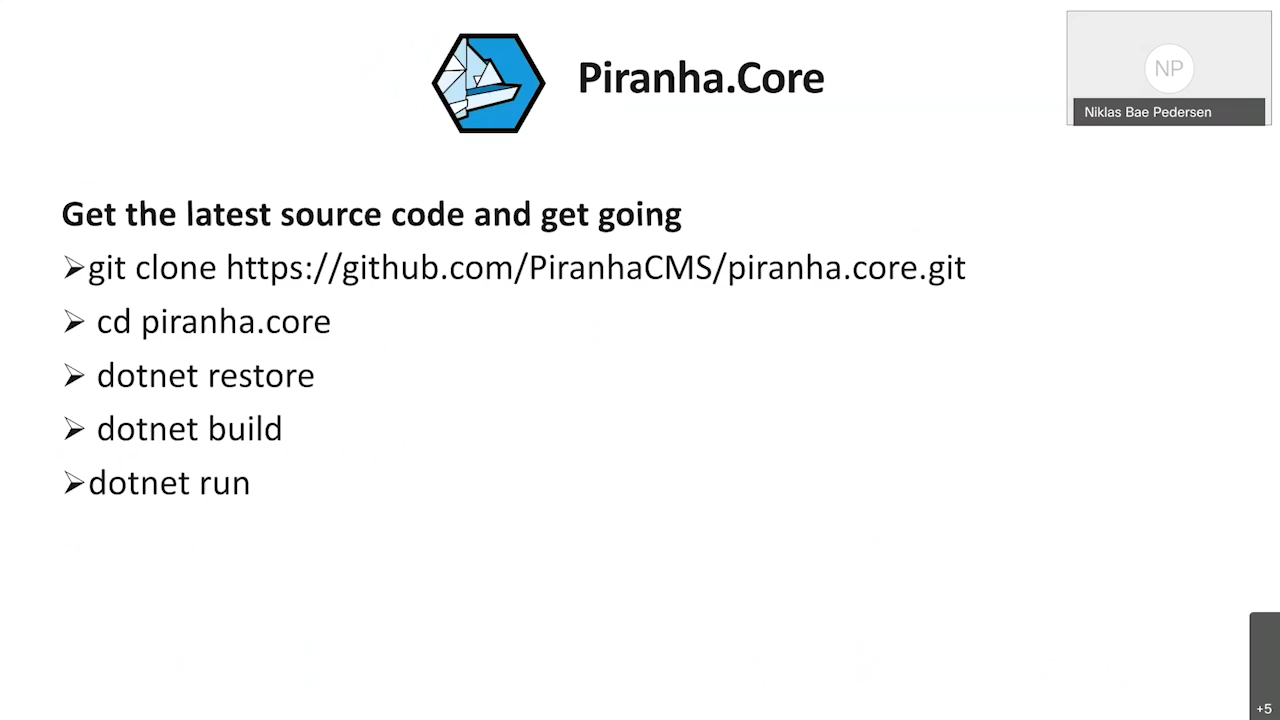 Piranha.Core
NP
Niklas Bae Pedersen
Get the latest source code and get going
git clone https://github.com/PiranhaCMS/piranha.core.git
cd piranha.core
dotnet restore
dotnet build
dotnet run
+5